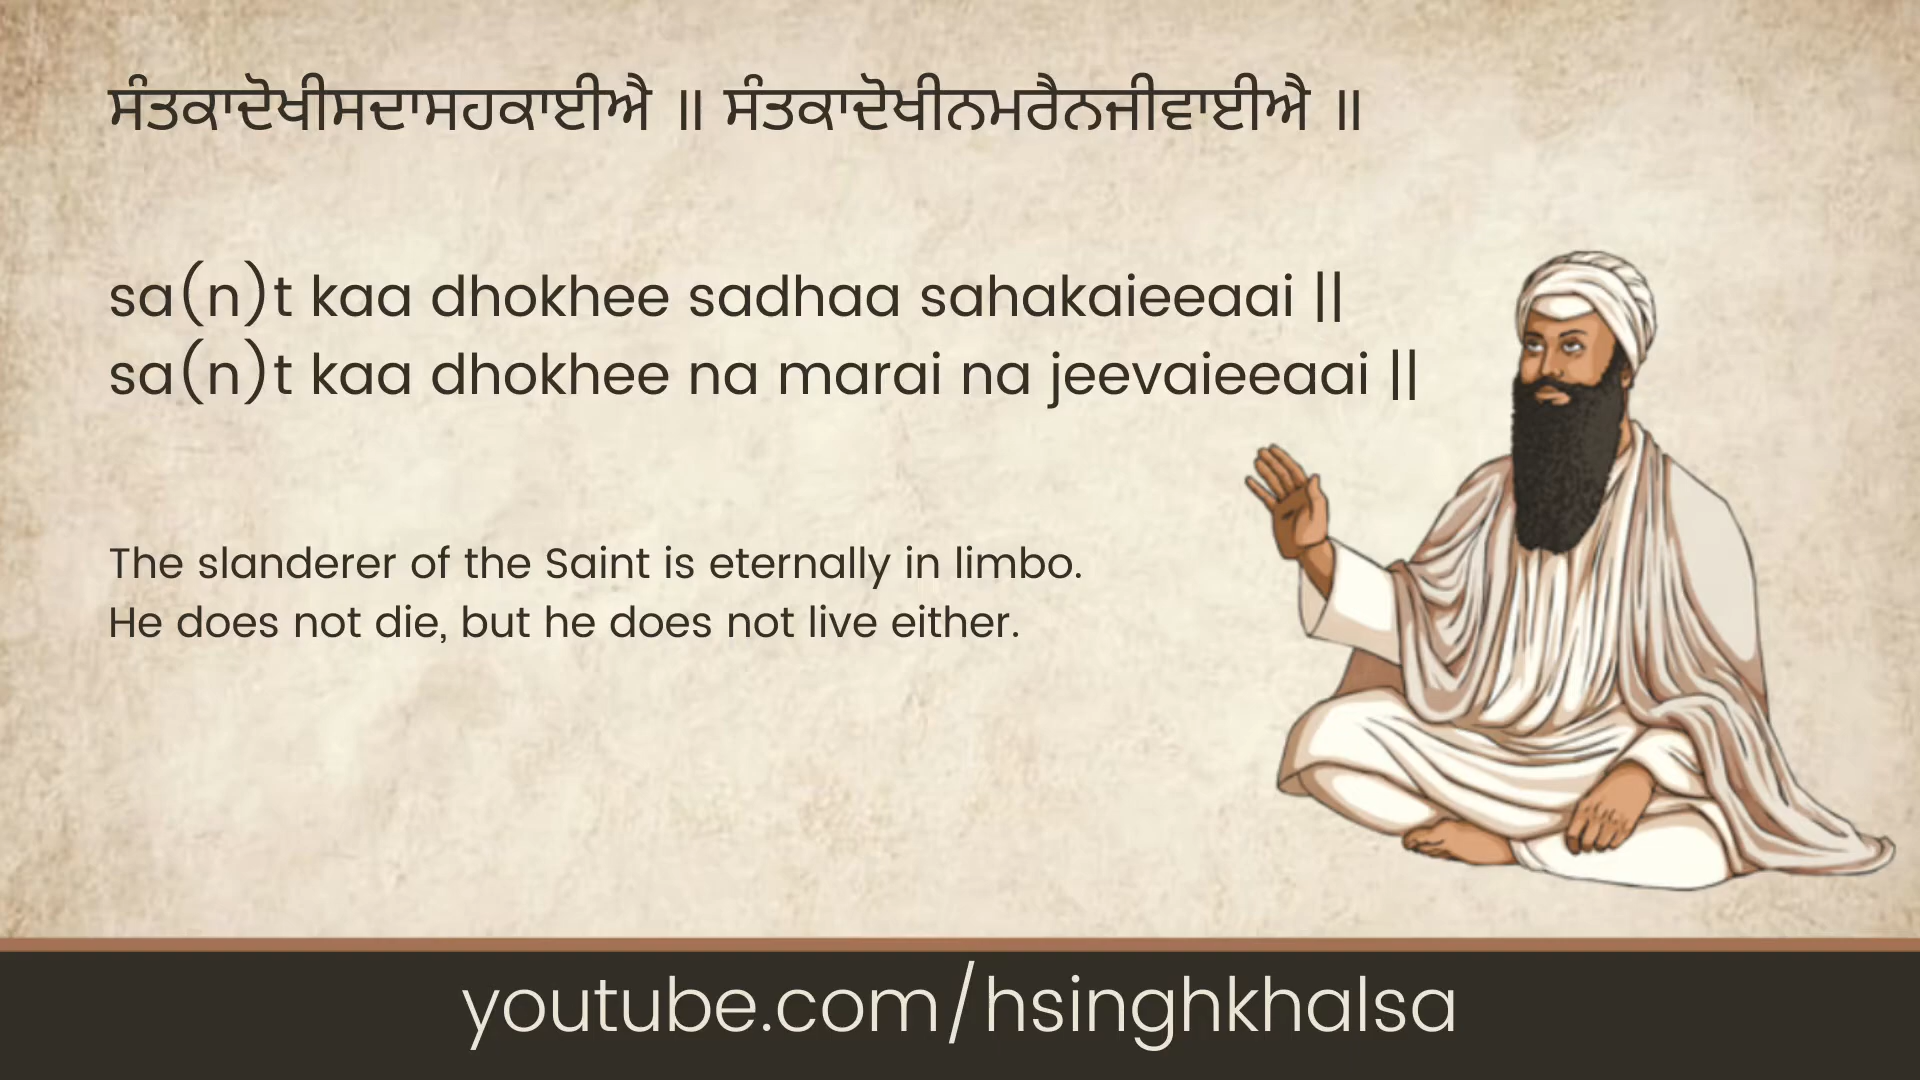 ਸੰਤਕਾਦੋਖੀਸਦਾਸਹਕਾਈਐ ॥ ਸੰਤਕਾਦੋਖੀਨਮਰੈਨਜੀਵਾਈਐ ॥
sa(n)t kaa dhokhee sadhaa sahakaieeaai ||
sa(n)t kaa dhokhee na marai na jeevaieeaai ||
The slanderer of the Saint is eternally in limbo.
He does not die, but he does not live either.
youtube.com/hsinghkhalsa